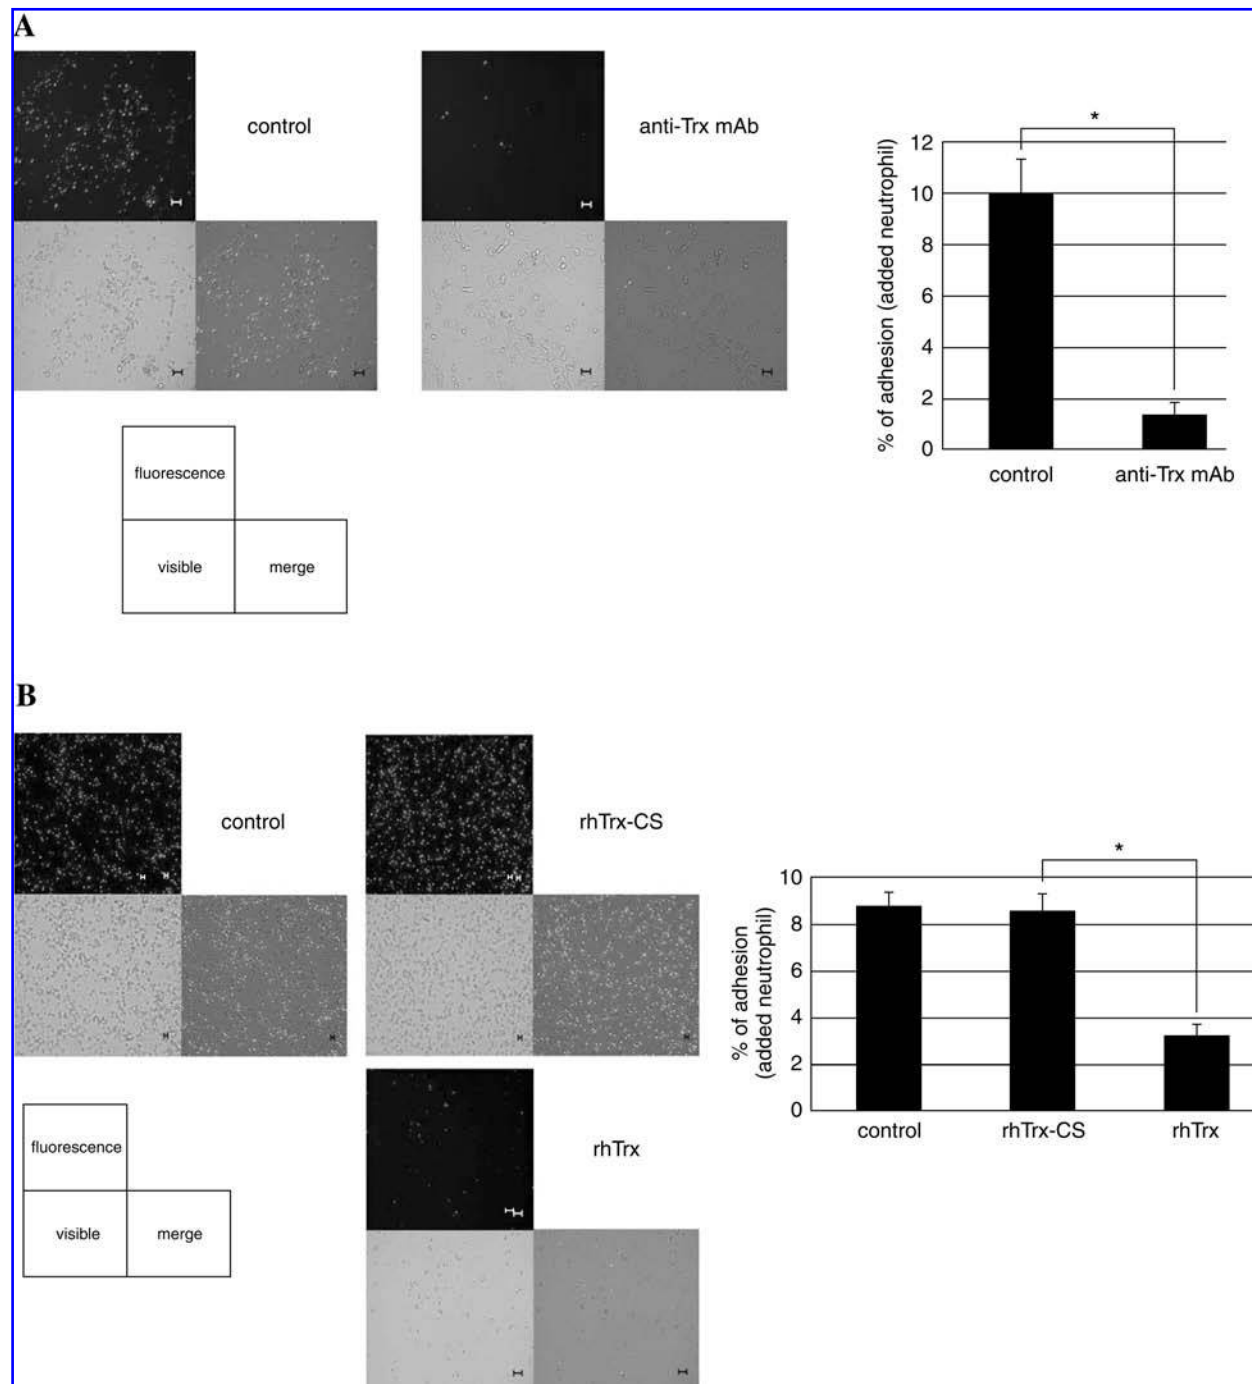 A
control
anti-Trx mAb
fluorescence
visible
merge
*
% of adhesion (added neutrophil)
12
10
8
6
4
2
0
control
anti-Trx mAb
B
control
rhTrx-CS
rhTrx
fluorescence
visible
merge
*
% of adhesion
(added neutrophil)
10
8
6
4
2
0
control
rhTrx-CS
rhTrx